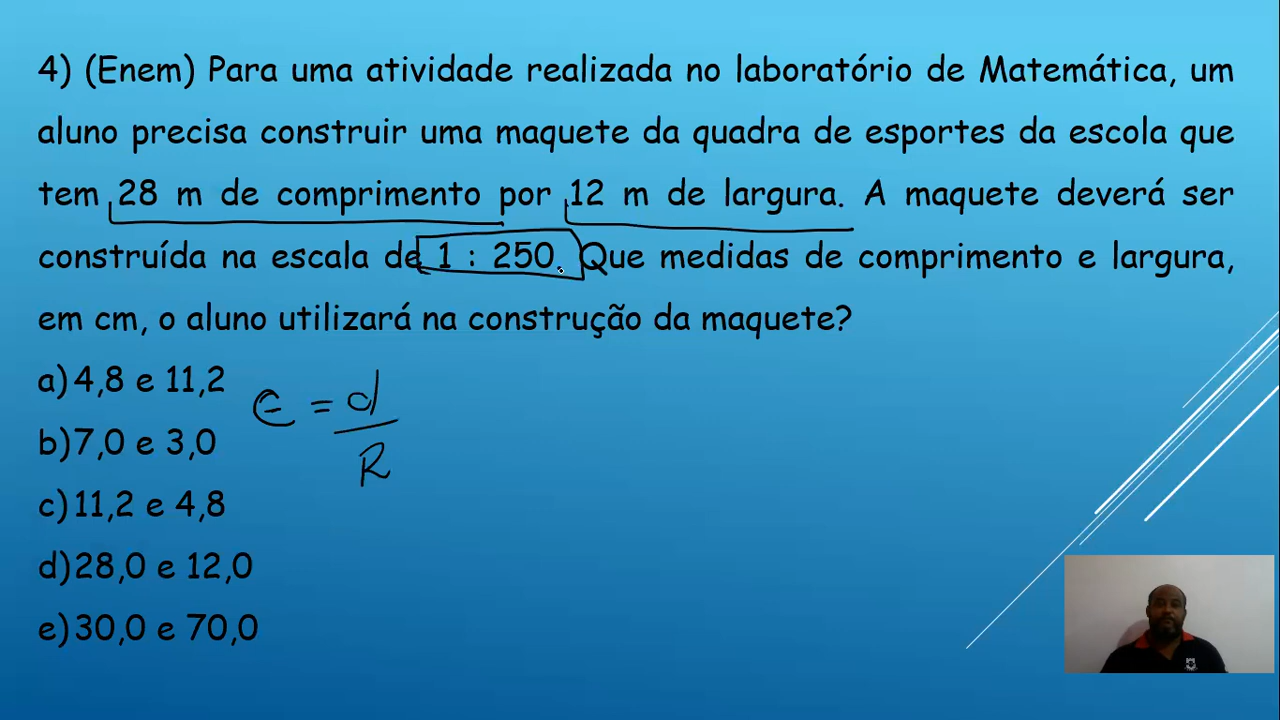 4) (Enem) Para uma atividade realizada no laboratório de Matemática, um
aluno precisa construir uma maquete da quadra de esportes da escola que
tem 28 m de comprimento por 12 m de largura. A maquete deverá ser
construída na escala de 1 : 250. Que medidas de comprimento e largura,
em cm, o aluno utilizará na construção da maquete?
a) 4,8 e 11,2
b) 7,0 e 3,0
c) 11,2 e 4,8
d) 28,0 e 12,0
e) 30,0 e 70,0
E = d
R